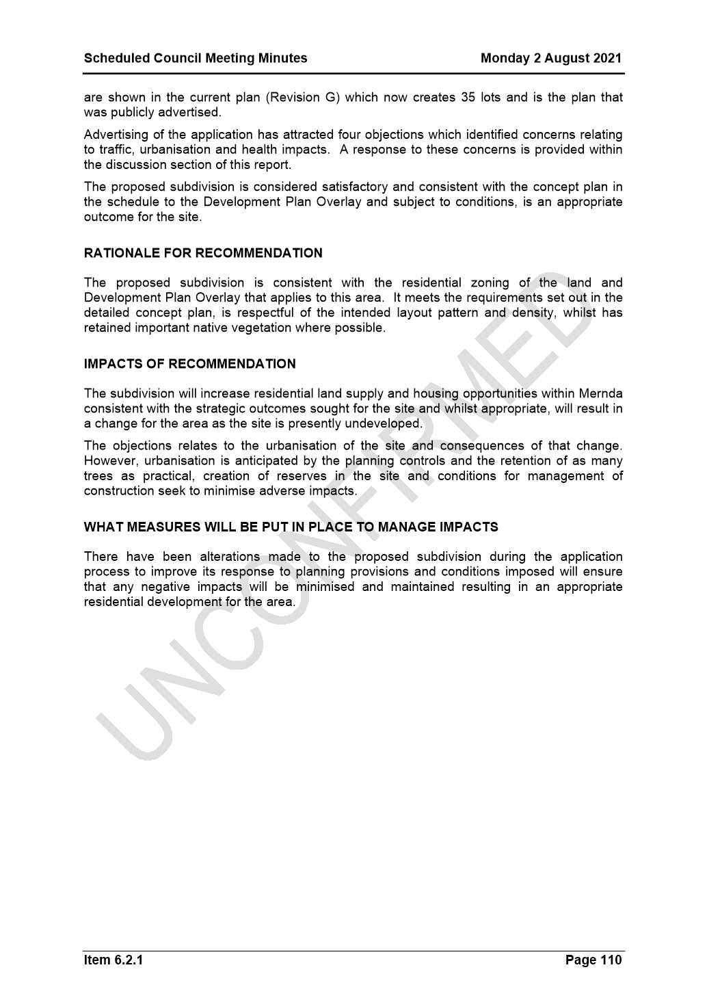 Scheduled Council Meeting Minutes Monday 2 August 2021
are shown in the current plan (Revision G) which now creates 35 lots and is the plan that
was publicly advertised.
Advertising of the application has attracted four objections which identified concerns relating
to traffic, urbanisation and health impacts.  A response to these concerns is provided within
the discussion section of this report.
The proposed subdivision is considered satisfactory and consistent with the concept plan in
the schedule to the Development Plan Overlay and subject to conditions, is an appropriate
outcome for the site.
RATIONALE FOR RECOMMENDATION
The proposed subdivision is consistent with the residential zoning of the land and
Development Plan Overlay that applies to this area.  It meets the requirements set out in the
detailed concept plan, is respectful of the intended layout pattern and density, whilst has
retained important native vegetation where possible.
IMPACTS OF RECOMMENDATION
The subdivision will increase residential land supply and housing opportunities within Mernda
consistent with the strategic outcomes sought for the site and whilst appropriate, will result in
a change for the area as the site is presently undeveloped.
The objections relates to the urbanisation of the site and consequences of that change.
However, urbanisation is anticipated by the planning controls and the retention of as many
trees as practical, creation of reserves in the site and conditions for management of
construction seek to minimise adverse impacts.
WHAT MEASURES WILL BE PUT IN PLACE TO MANAGE IMPACTS
There have been alterations made to the proposed subdivision during the application
process to improve its response to planning provisions and conditions imposed will ensure
that any negative impacts will be minimised and maintained resulting in an appropriate
residential development for the area.
UNCONFIRMED
Item 6.2.1 Page 110